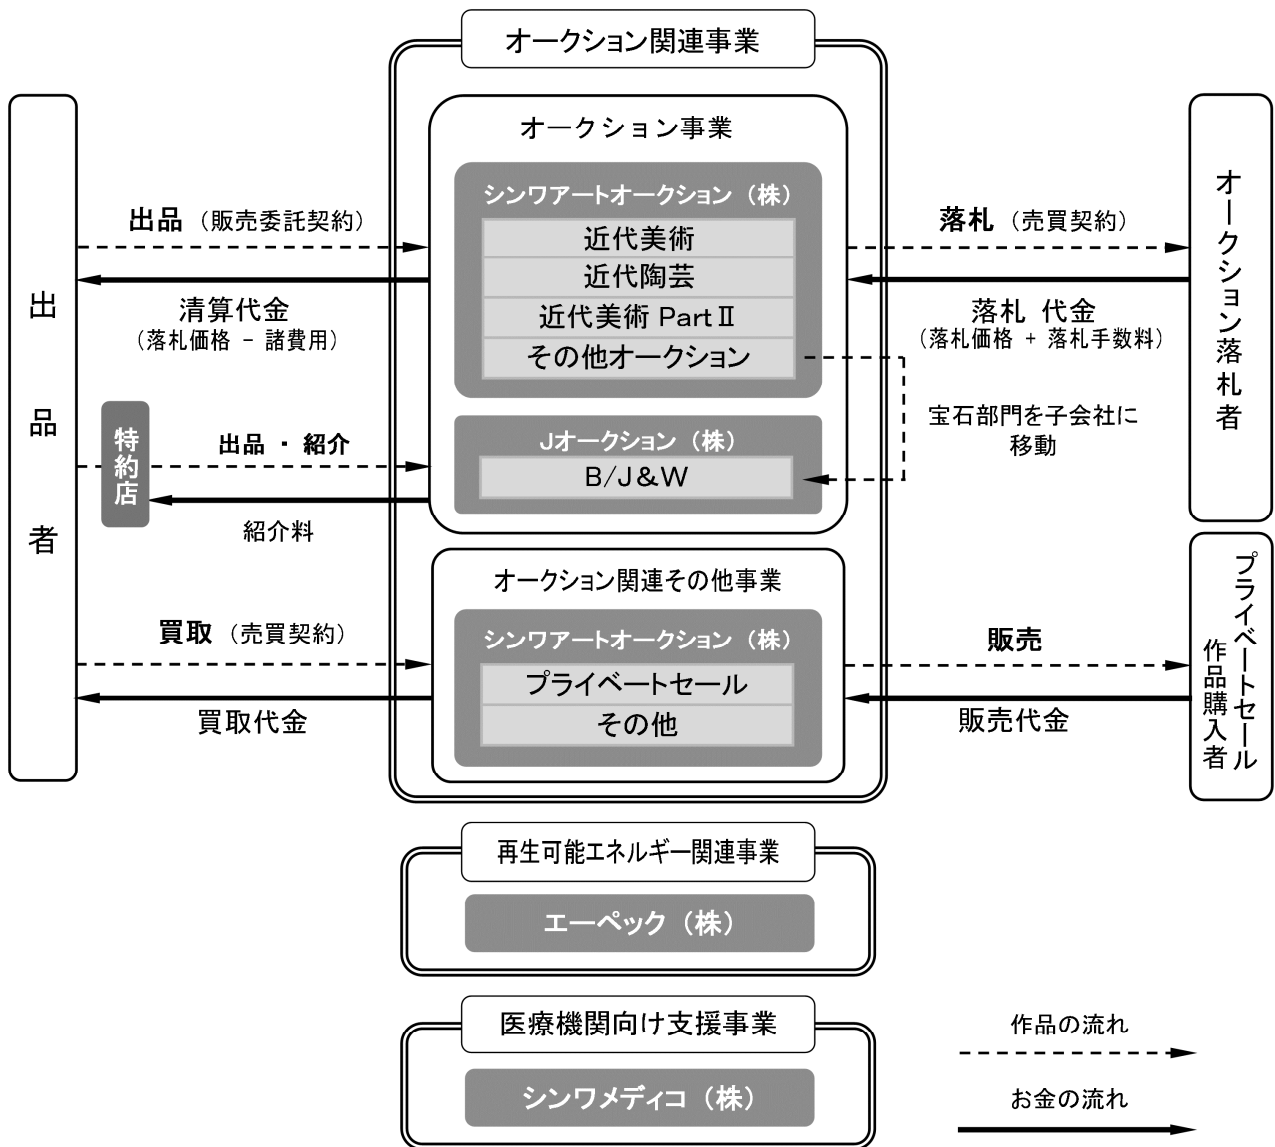 オークション関連事業
オークション事業
シンワアートオークション（株）
近代美術
近代陶芸
近代美術 PartⅡ
その他オークション
Jオークション（株）
B/J&W
出品者
出品（販売委託契約）
清算代金
（落札価格 － 諸費用）
特約店
出品 ・ 紹介
紹介料
買取（売買契約）
買取代金
落札（売買契約）
落札 代金
（落札価格 + 落札手数料）
宝石部門を子会社に
移動
オークション落札者
オークション関連その他事業
シンワアートオークション（株）
プライベートセール
その他
販売
販売代金
プライベートセール
作品購入者
再生可能エネルギー関連事業
エーペック（株）
医療機関向け支援事業
シンワメディコ（株）
作品の流れ
お金の流れ